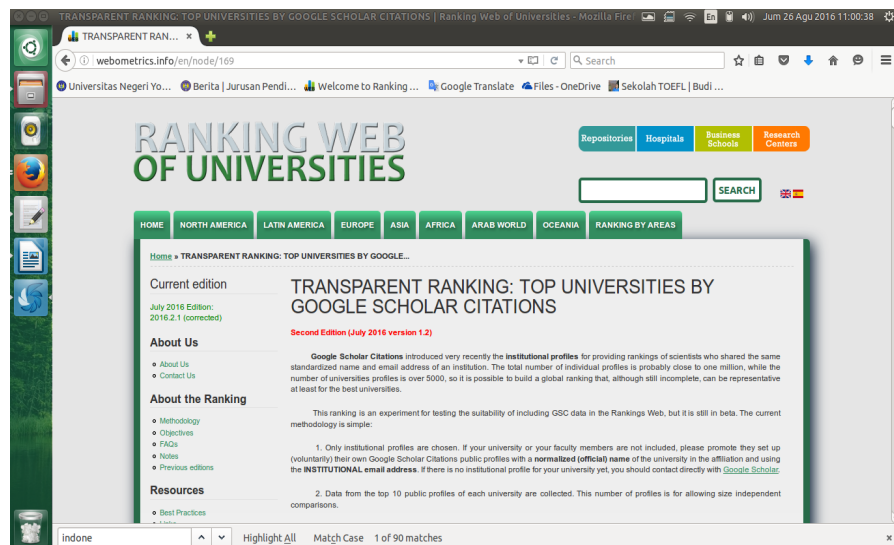 TRANSPARENT RANKING: TOP UNIVERSITIES BY GOOGLE SCHOLAR CITATIONS | Ranking Web of Universities - Mozilla Firef
En
Jum 26 Agu 2016 11:00:38
TRANSPARENT RAN...
webometrics.info/en/node/169
Search
Universitas Negeri Yo...
Berita | Jurusan Pendi...
Welcome to Ranking ...
Google Translate
Files - OneDrive
Sekolah TOEFL | Budi ...
RANKING WEB
OF UNIVERSITIES
Repositories
Hospitals
Business
Schools
Research
Centers
SEARCH
HOME
NORTH AMERICA
LATIN AMERICA
EUROPE
ASIA
AFRICA
ARAB WORLD
OCEANIA
RANKING BY AREAS
Home » TRANSPARENT RANKING: TOP UNIVERSITIES BY GOOGLE...
Current edition
July 2016 Edition:
2016.2.1 (corrected)
About Us
About Us
Contact Us
About the Ranking
Methodology
Objectives
FAQs
Notes
Previous editions
Resources
Best Practices
TRANSPARENT RANKING: TOP UNIVERSITIES BY
GOOGLE SCHOLAR CITATIONS
Second Edition (July 2016 version 1.2)
Google Scholar Citations introduced very recently the institutional profiles for providing rankings of scientists who shared the same
standardized name and email address of an institution. The total number of individual profiles is probably close to one million, while the
number of universities profiles is over 5000, so it is possible to build a global ranking that, although still incomplete, can be representative
at least for the best universities.
This ranking is an experiment for testing the suitability of including GSC data in the Rankings Web, but it is still in beta. The current
methodology is simple:
1. Only institutional profiles are chosen. If your university or your faculty members are not included, please promote they set up
(voluntarily) their own Google Scholar Citations public profiles with a normalized (official) name of the university in the affiliation and using
the INSTITUTIONAL email address. If there is no institutional profile for your university yet, you should contact directly with Google Scholar.
2. Data from the top 10 public profiles of each university are collected. This number of profiles is for allowing size independent
comparisons.
indone
Highlight All
Match Case
1 of 90 matches